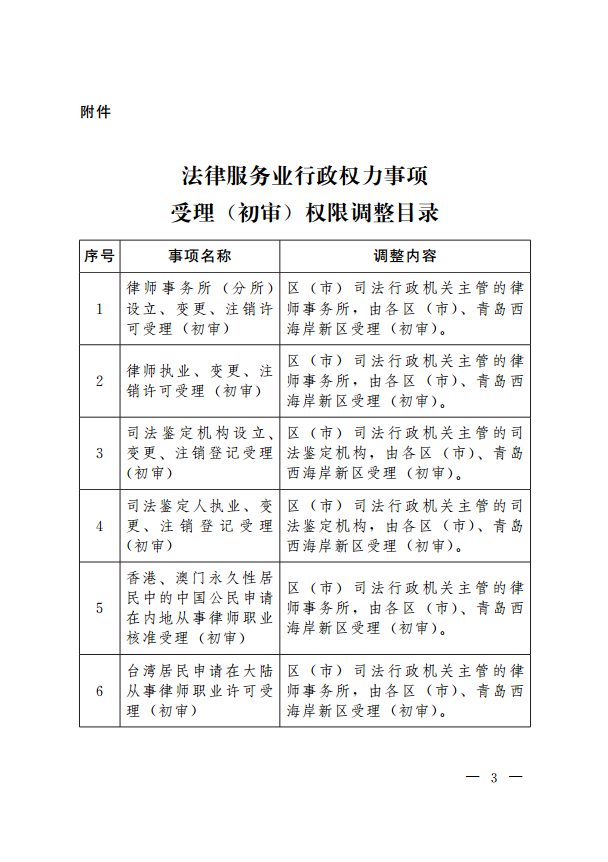 附件
法律服务业行政权力事项
受理（初审）权限调整目录
序号 事项名称 调整内容
1
律师事务所（分所）
设立、变更、注销许
可受理（初审）
区（市）司法行政机关主管的律
师事务所，由各区（市）、青岛西
海岸新区受理（初审）。
2
律师执业、变更、注
销许可受理（初审）
区（市）司法行政机关主管的律
师事务所，由各区（市）、青岛西
海岸新区受理（初审）。
3
司法鉴定机构设立、
变更、注销登记受理
（初审）
区（市）司法行政机关主管的司
法鉴定机构，由各区（市）、青岛
西海岸新区受理（初审）。
4
司法鉴定人执业、变
更、注销登记受理
（初审）
区（市）司法行政机关主管的司
法鉴定机构，由各区（市）、青岛
西海岸新区受理（初审）。
5
香港、澳门永久性居
民中的中国公民申请
在内地从事律师职业
核准受理（初审）
区（市）司法行政机关主管的律
师事务所，由各区（市）、青岛西
海岸新区受理（初审）。
6
台湾居民申请在大陆
从事律师职业许可受
理（初审）
区（市）司法行政机关主管的律
师事务所，由各区（市）、青岛西
海岸新区受理（初审）。
— 3 —